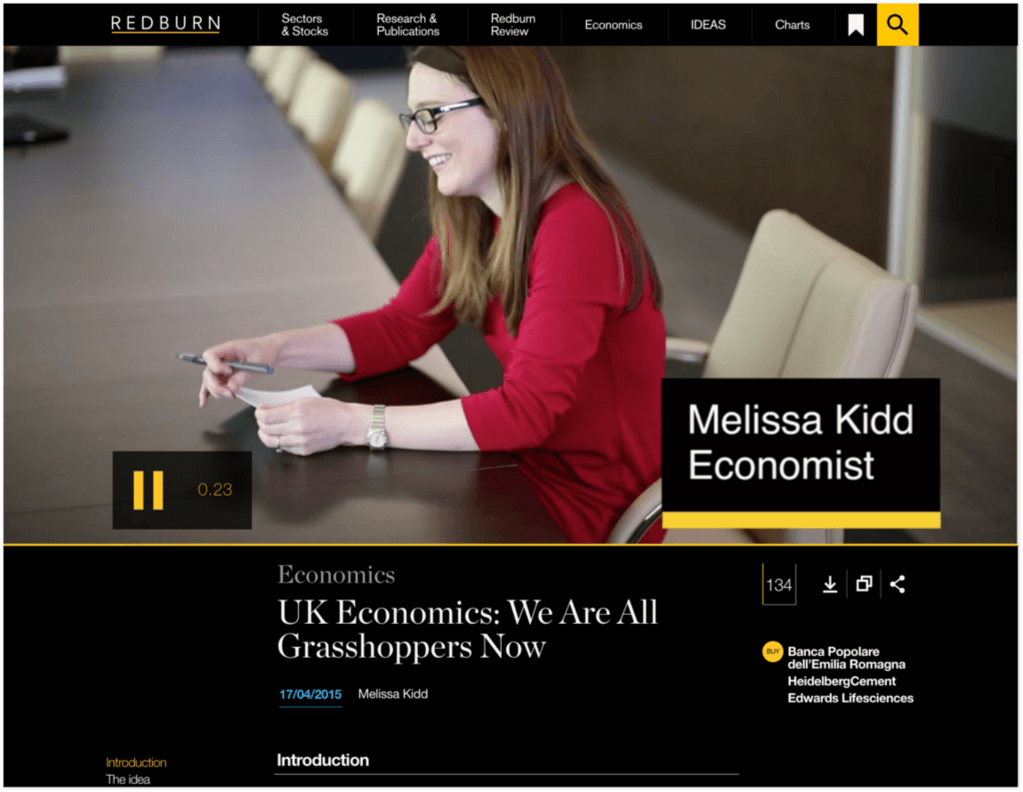 REDBURN
Sectors
& Stocks
Research &
Publications
Redburn
Review
Economics
IDEAS
Charts
Melissa Kidd
Economist
0.23
Economics
134
UK Economics: We Are All
Grasshoppers Now
BUY
Banca Popolare
dell'Emilia Romagna
HeidelbergCement
Edwards Lifesciences
17/04/2015 Melissa Kidd
Introduction
Introduction
The idea